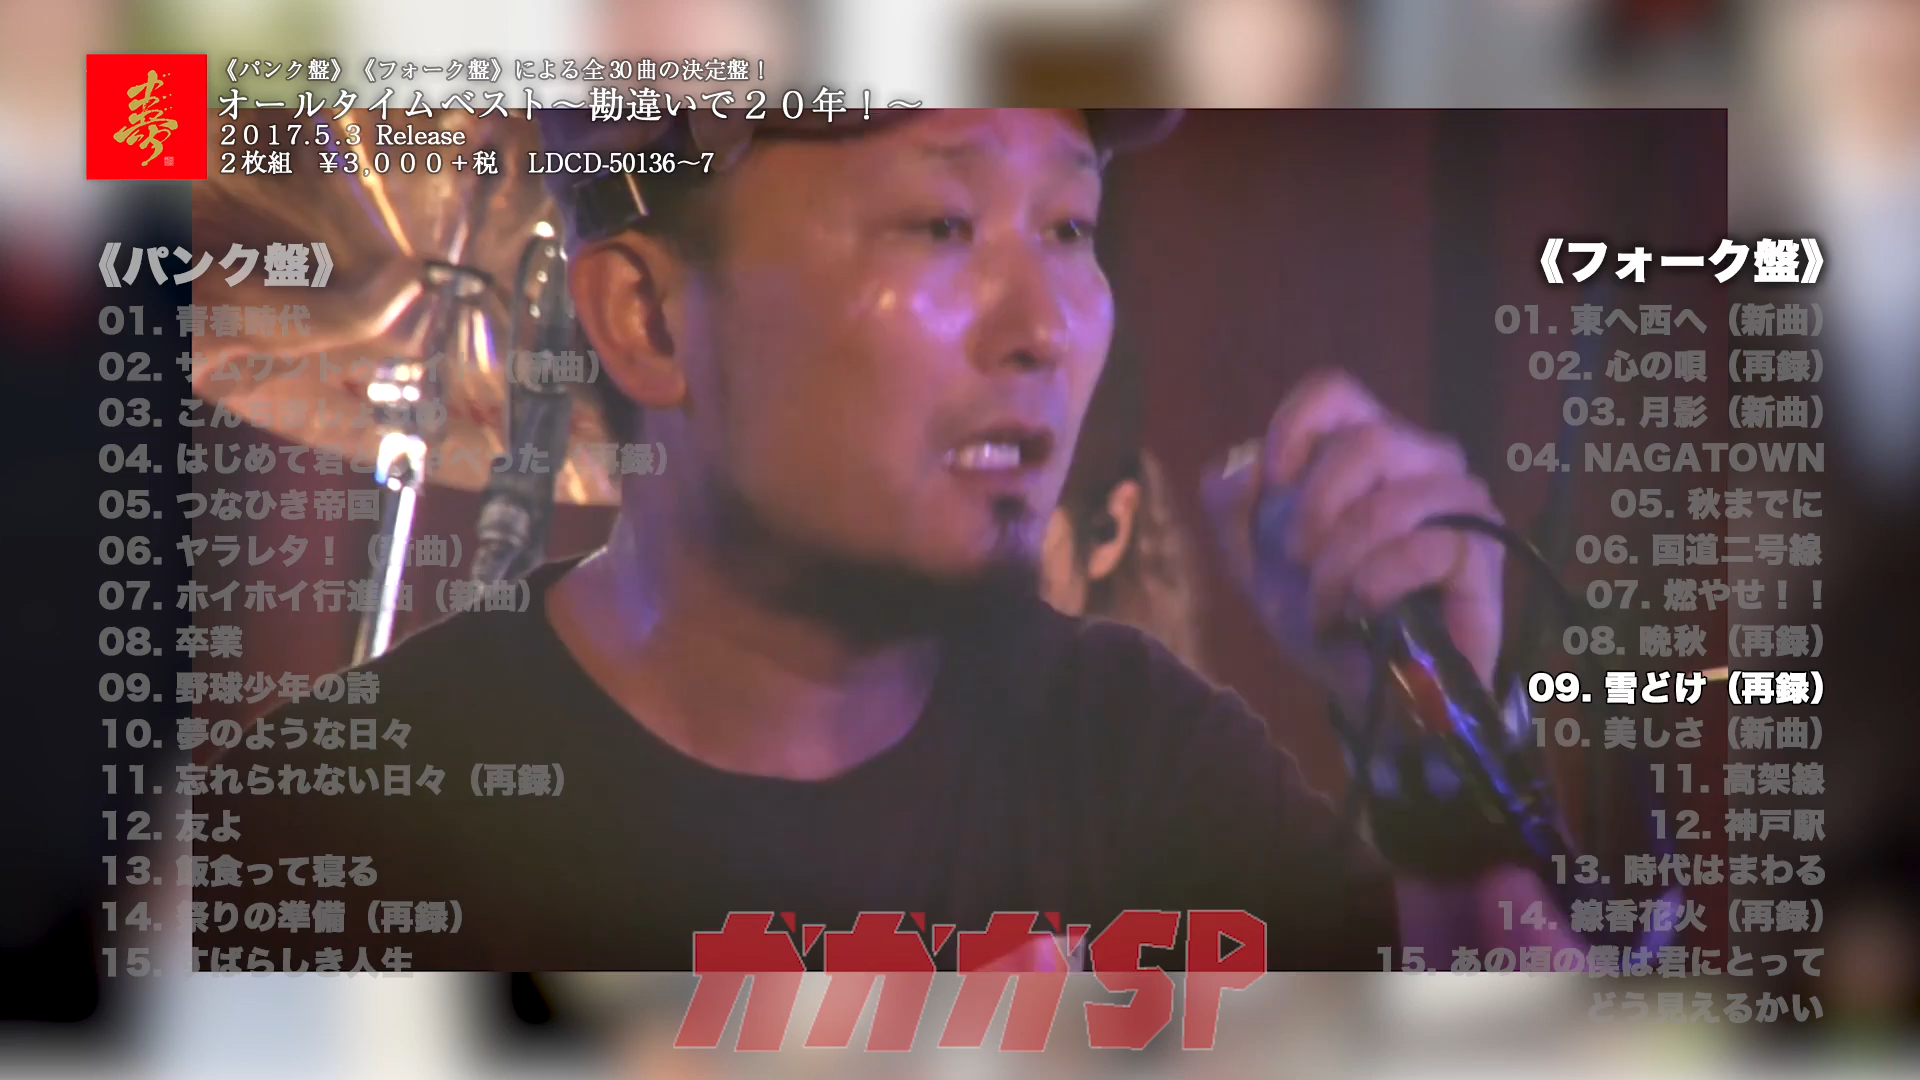 寿
《パンク盤》《フォーク盤》による全30曲の決定盤！
オールタイムベスト〜勘違いで２０年！〜
２０１７.５.３ Release
２枚組　￥３,０００＋税　LDCD-50136〜7
《パンク盤》
01. 青春時代
02. サムワントゥナイト（新曲）
03. こんちきしょうめ
04. はじめて君としゃべった（再録）
05. つなひき帝国
06. ヤラレタ！（新曲）
07. ホイホイ行進曲（新曲）
08. 卒業
09. 野球少年の詩
10. 夢のような日々
11. 忘れられない日々（再録）
12. 友よ
13. 飯食って寝る
14. 祭りの準備（再録）
15. すばらしき人生
《フォーク盤》
01. 東へ西へ（新曲）
02. 心の唄（再録）
03. 月影（新曲）
04. NAGATOWN
05. 秋までに
06. 国道二号線
07. 燃やせ！！
08. 晩秋（再録）
09. 雪どけ（再録）
10. 美しさ（新曲）
11. 高架線
12. 神戸駅
13. 時代はまわる
14. 線香花火（再録）
15. あの頃の僕は君にとって
どう見えるかい
ガガガSP